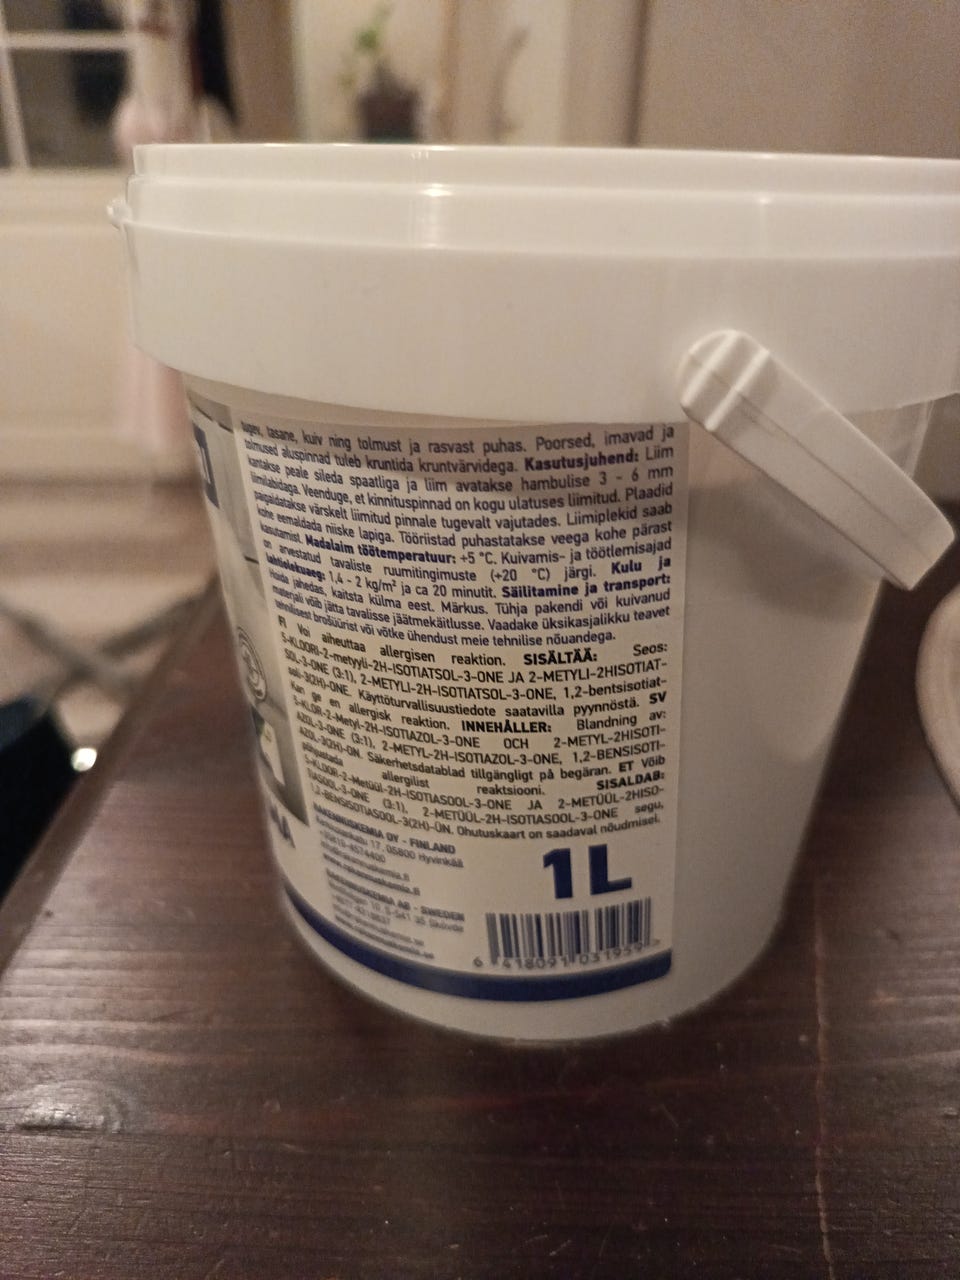 tugev, tasane, kuiv ning tolmust ja rasvast puhas. Poorsed, imavad ja
tolmused aluspinnad tuleb kruntida kruntvärvidega. Kasutusjuhend: Liim
kantakse peale sileda spaatliga ja liim avatakse hambulise 3 - 6 mm
liimilabidaga. Veenduge, et kinnituspinnad on kogu ulatuses liimitud. Plaadid
paigaldatakse värskelt liimitud pinnale tugevalt vajutades. Liimiplekid saab
kohe eemaldada niiske lapiga. Tööriistad puhastatakse veega kohe pärast
kasutamist. Madalaim töötemperatuur: +5 °C. Kuivamis- ja töötlemisajad
on arvestatud tavaliste ruumitingimuste (+20 °C) järgi. Kulu ja
lahtiolekuaeg: 1,4 - 2 kg/m² ja ca 20 minutit. Säilitamine ja transport:
Hoida jahedas, kaitsta külma eest. Märkus. Tühja pakendi või kuivanud
materjali võib jätta tavalisse jäätmekäitlusse. Vaadake üksikasjalikku teavet
tehnilisest brošüürist või võtke ühendust meie tehnilise nõuandega.
FI Voi aiheuttaa allergisen reaktion. SISÄLTÄÄ: Seos:
5-KLOORI-2-metyyli-2H-ISOTIATSOL-3-ONE JA 2-METYLI-2HISOTIAT-
SOL-3-ONE (3:1), 2-METYLI-2H-ISOTIATSOL-3-ONE, 1,2-bentsisotiat-
soli-3(2H)-ONE. Käyttöturvallisuustiedote saatavilla pyynnöstä. SV
Kan ge en allergisk reaktion. INNEHÅLLER: Blandning av:
5-KLOR-2-Metyl-2H-ISOTIAZOL-3-ONE OCH 2-METYL-2HISOTI-
AZOL-3-ONE (3:1), 2-METYL-2H-ISOTIAZOL-3-ONE, 1,2-BENSISOTI-
AZOL-3(2H)-ON. Säkerhetsdatablad tillgängligt på begäran. ET Võib
põhjustada allergilist reaktsiooni. SISALDAB:
5-KLOOR-2-Metüül-2H-ISOTIASOOL-3-ONE JA 2-METÜÜL-2HISO-
TIASOOL-3-ONE (3:1), 2-METÜÜL-2H-ISOTIASOOL-3-ONE segu,
1,2-BENSISOTIASOOL-3(2H)-ÜN. Ohutuskaart on saadaval nõudmisel.
RAKENNUSKEMIA OY - FINLAND
17, 05800 Hyvinkää
www.rakennuskemia.fi
RAKENNUSKEMIA AB - SWEDEN
1L
6 418091 031959 >